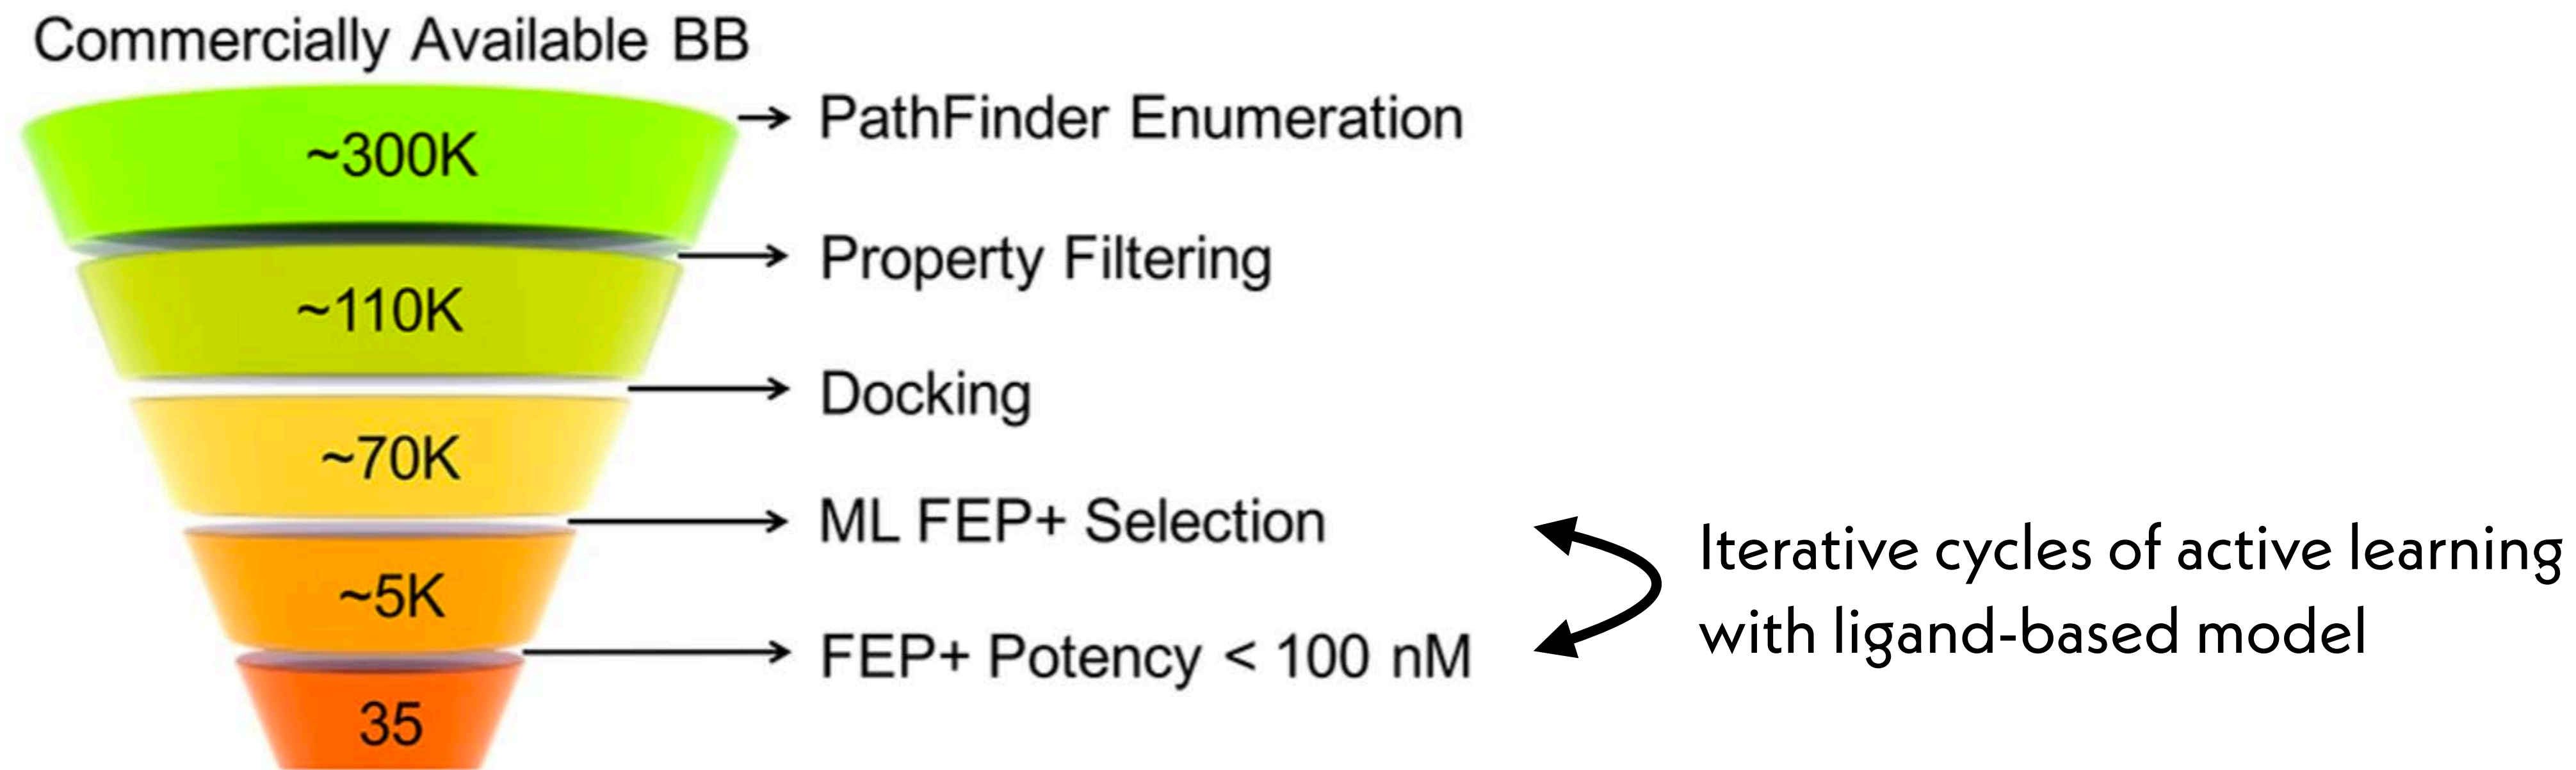 Commercially Available BB
~300K
PathFinder Enumeration
~110K
Property Filtering
~70K
Docking
~5K
ML FEP+ Selection
35
FEP+ Potency < 100 nM
Iterative cycles of active learning
with ligand-based model